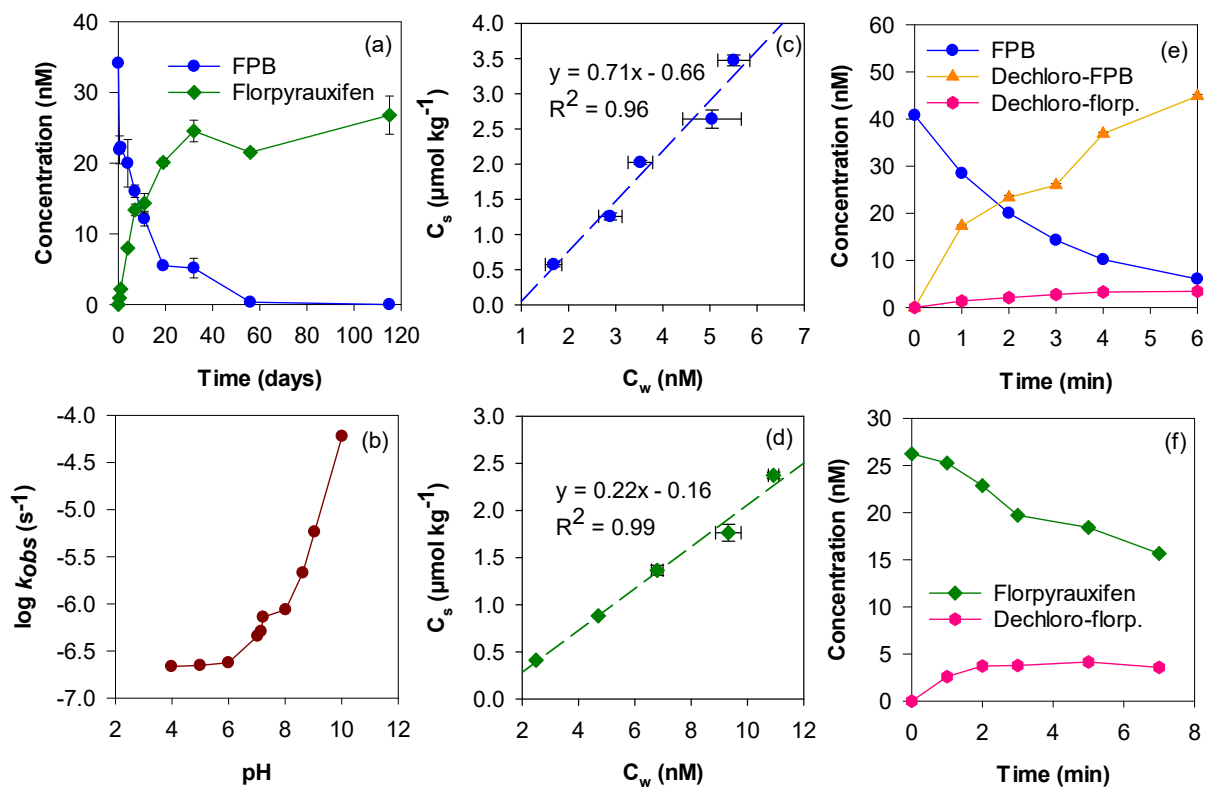 (a)
FPB
Florpyrauxifen
Concentration (nM)
40
30
20
10
0
0 20 40 60 80 100 120
Time (days)
(c)
y = 0.71x - 0.66
R² = 0.96
Cₛ (µmol kg⁻¹)
4.0
3.5
3.0
2.5
2.0
1.5
1.0
0.5
0.0
1 2 3 4 5 6 7
C_w (nM)
(e)
FPB
Dechloro-FPB
Dechloro-florp.
Concentration (nM)
60
50
40
30
20
10
0
0 1 2 3 4 5 6
Time (min)
(b)
log k_obs (s⁻¹)
-4.0
-4.5
-5.0
-5.5
-6.0
-6.5
-7.0
2 4 6 8 10 12
pH
(d)
y = 0.22x - 0.16
R² = 0.99
Cₛ (µmol kg⁻¹)
3.0
2.5
2.0
1.5
1.0
0.5
0.0
2 4 6 8 10 12
C_w (nM)
(f)
Florpyrauxifen
Dechloro-florp.
Concentration (nM)
30
25
20
15
10
5
0
0 2 4 6 8
Time (min)